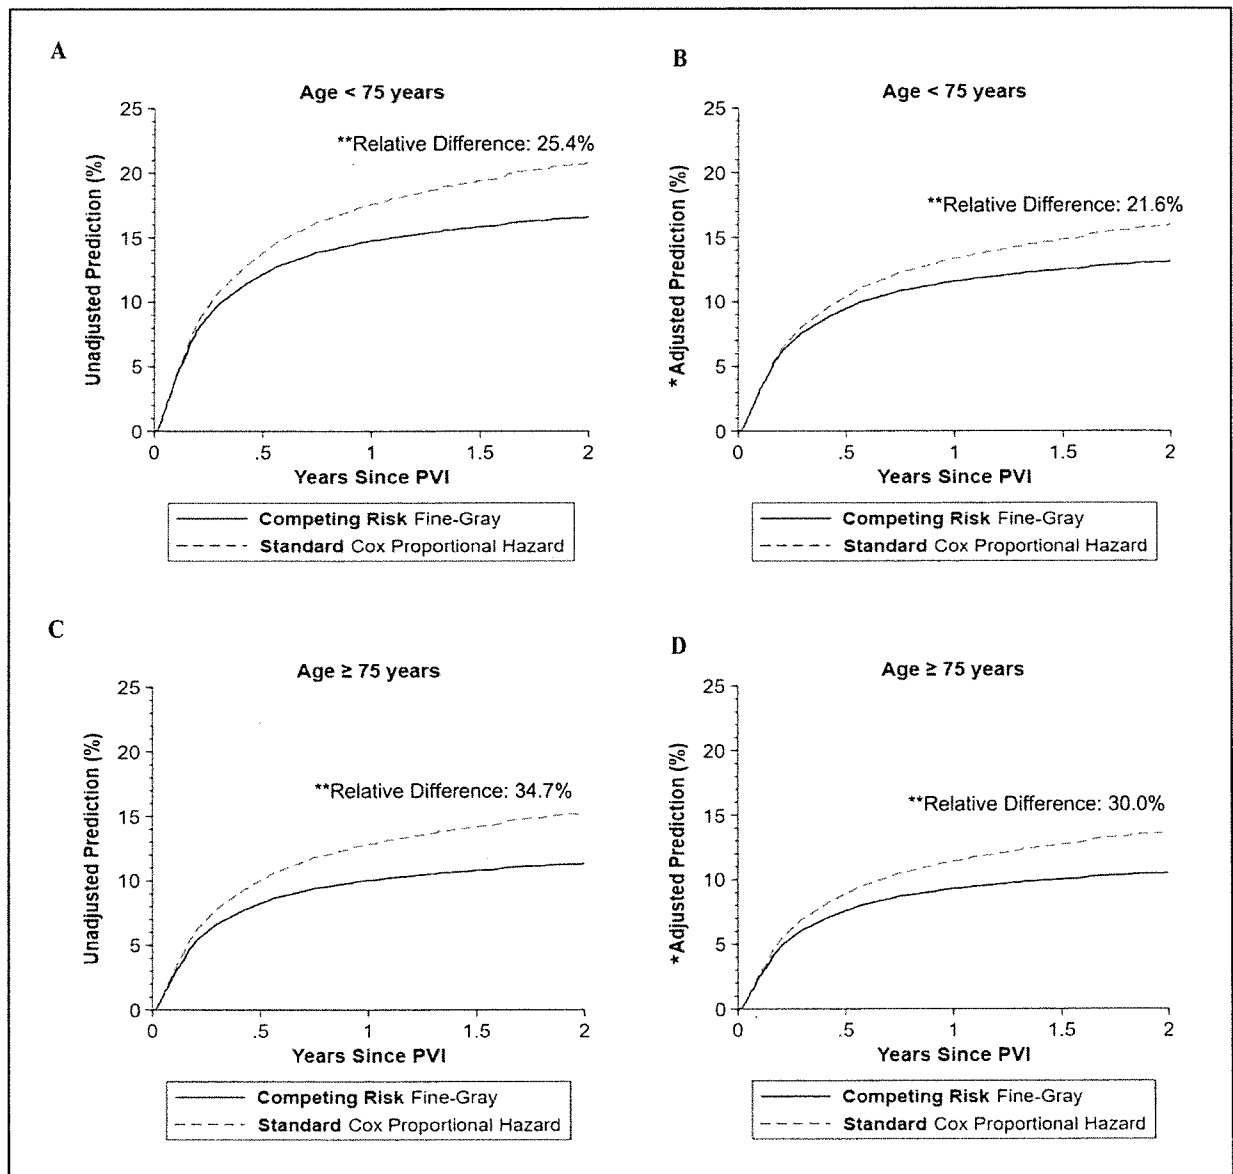 A
Age < 75 years
**Relative Difference: 25.4%
Unadjusted Prediction (%)
25
20
15
10
5
0
0 .5 1 1.5 2
Years Since PVI
Competing Risk Fine-Gray
Standard Cox Proportional Hazard
B
Age < 75 years
**Relative Difference: 21.6%
*Adjusted Prediction (%)
25
20
15
10
5
0
0 .5 1 1.5 2
Years Since PVI
Competing Risk Fine-Gray
Standard Cox Proportional Hazard
C
Age ≥ 75 years
**Relative Difference: 34.7%
Unadjusted Prediction (%)
25
20
15
10
5
0
0 .5 1 1.5 2
Years Since PVI
Competing Risk Fine-Gray
Standard Cox Proportional Hazard
D
Age ≥ 75 years
**Relative Difference: 30.0%
*Adjusted Prediction (%)
25
20
15
10
5
0
0 .5 1 1.5 2
Years Since PVI
Competing Risk Fine-Gray
Standard Cox Proportional Hazard